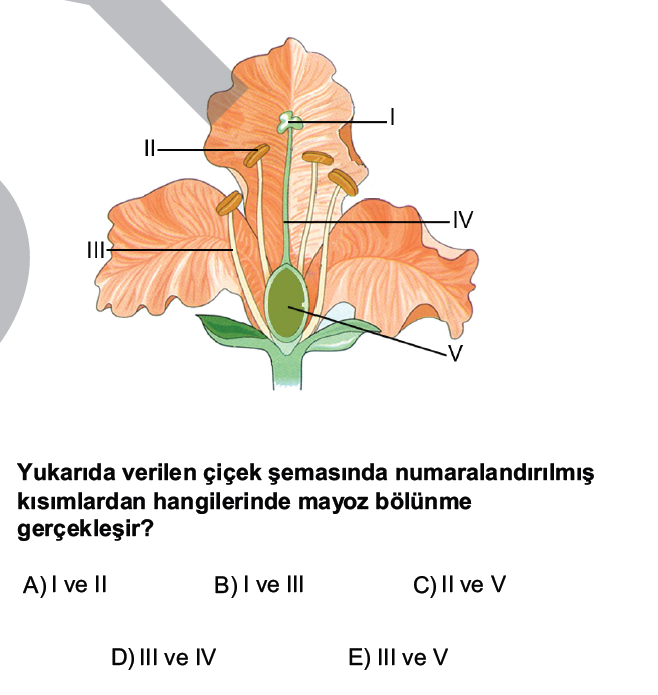 I
II
IV
III
V
Yukarıda verilen çiçek şemasında numaralandırılmış
kısımlardan hangilerinde mayoz bölünme
gerçekleşir?
A) I ve II B) I ve III C) II ve V
D) III ve IV E) III ve V